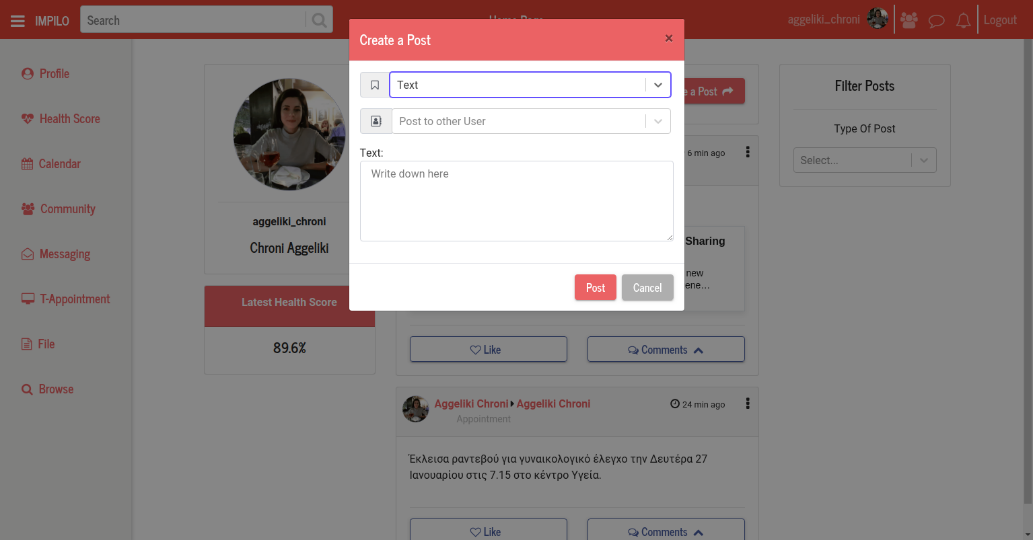 IMPILO
Search
Home Page
aggeliki_chroni
Logout
Profile
Health Score
Calendar
Community
Messaging
T-Appointment
File
Browse
aggeliki_chroni
Chroni Aggeliki
Latest Health Score
89.6%
Create a Post
×
Text
Post to other User
Text:
Write down here
Post
Cancel
e a Post
6 min ago
Sharing
new
ene...
Like
Comments
Aggeliki Chroni Aggeliki Chroni
24 min ago
Appointment
Έκλεισα ραντεβού για γυναικολογικό έλεγχο την Δευτέρα 27
Ιανουαρίου στις 7.15 στο κέντρο Υγεία.
Like
Comments
Filter Posts
Type Of Post
Select...